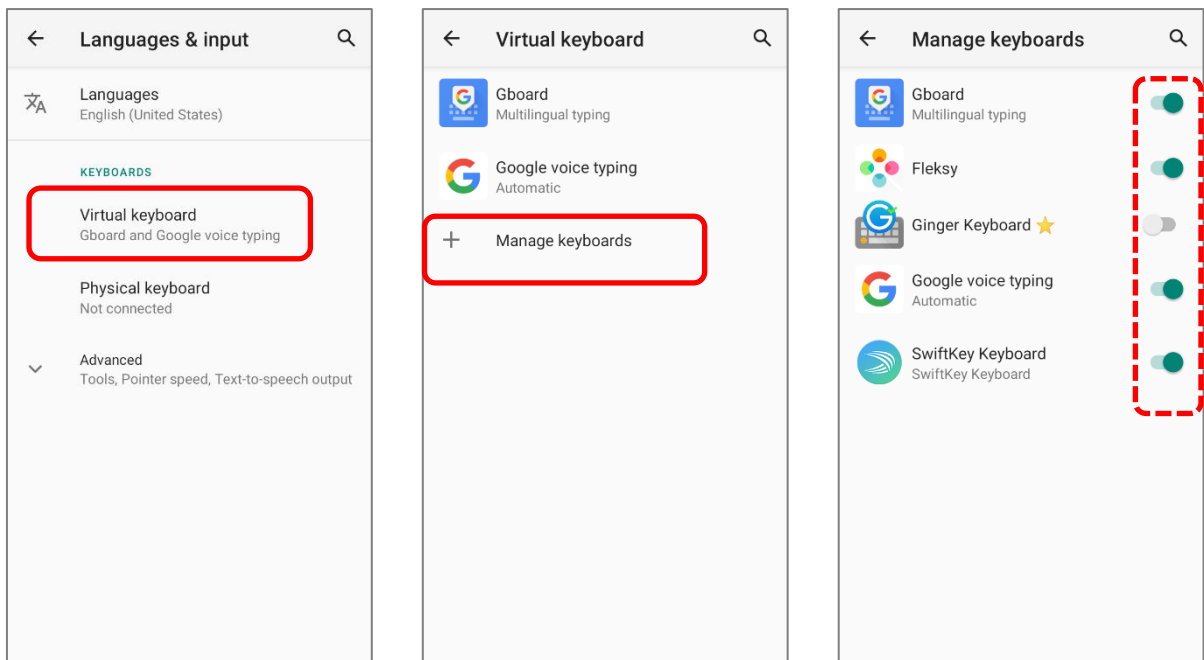 Languages & input
Languages
English (United States)
KEYBOARDS
Virtual keyboard
Gboard and Google voice typing
Physical keyboard
Not connected
Advanced
Tools, Pointer speed, Text-to-speech output
Virtual keyboard
Gboard
Multilingual typing
Google voice typing
Automatic
Manage keyboards
Manage keyboards
Gboard
Multilingual typing
Fleksy
Ginger Keyboard ⭐
Google voice typing
Automatic
SwiftKey Keyboard
SwiftKey Keyboard